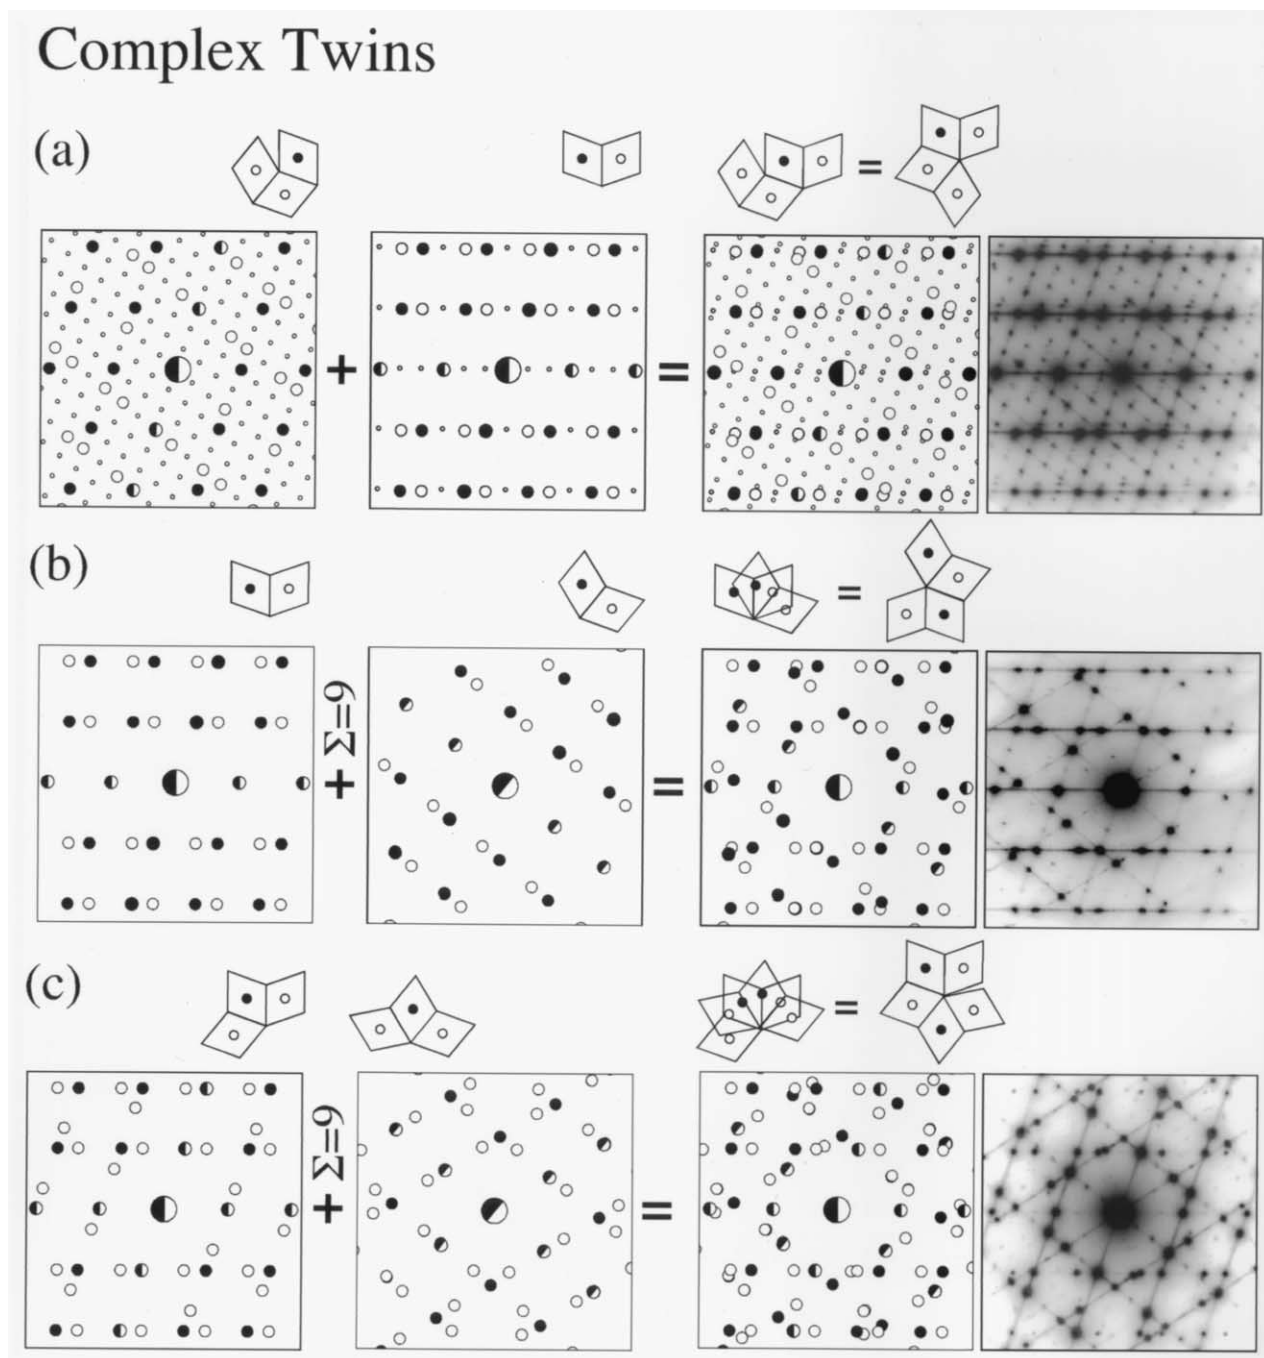 Complex Twins
(a)
=
+
=
(b)
=
Σ=9
+
=
(c)
=
Σ=9
+
=